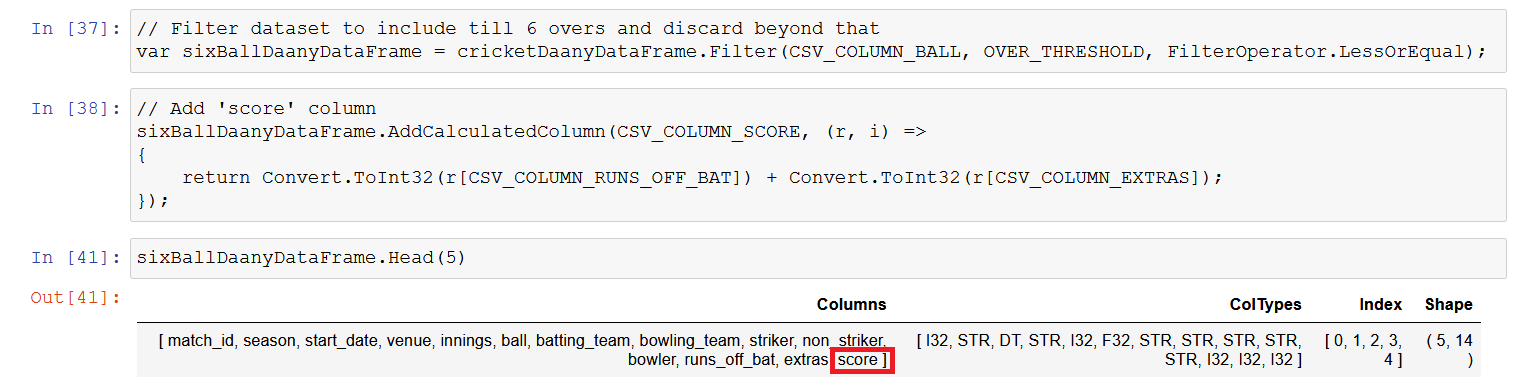 In [37]: // Filter dataset to include till 6 overs and discard beyond that
var sixBallDaanyDataFrame = cricketDaanyDataFrame.Filter(CSV_COLUMN_BALL, OVER_THRESHOLD, FilterOperator.LessOrEqual);
In [38]: // Add 'score' column
sixBallDaanyDataFrame.AddCalculatedColumn(CSV_COLUMN_SCORE, (r, i) =>
{
    return Convert.ToInt32(r[CSV_COLUMN_RUNS_OFF_BAT]) + Convert.ToInt32(r[CSV_COLUMN_EXTRAS]);
});
In [41]: sixBallDaanyDataFrame.Head(5)
Out[41]:
Columns ColTypes Index Shape
[ match_id, season, start_date, venue, innings, ball, batting_team, bowling_team, striker, non_striker, [ I32, STR, DT, STR, I32, F32, STR, STR, STR, STR, [ 0, 1, 2, 3, ( 5, 14
bowler, runs_off_bat, extras, score ] STR, I32, I32, I32 ] 4 ] )